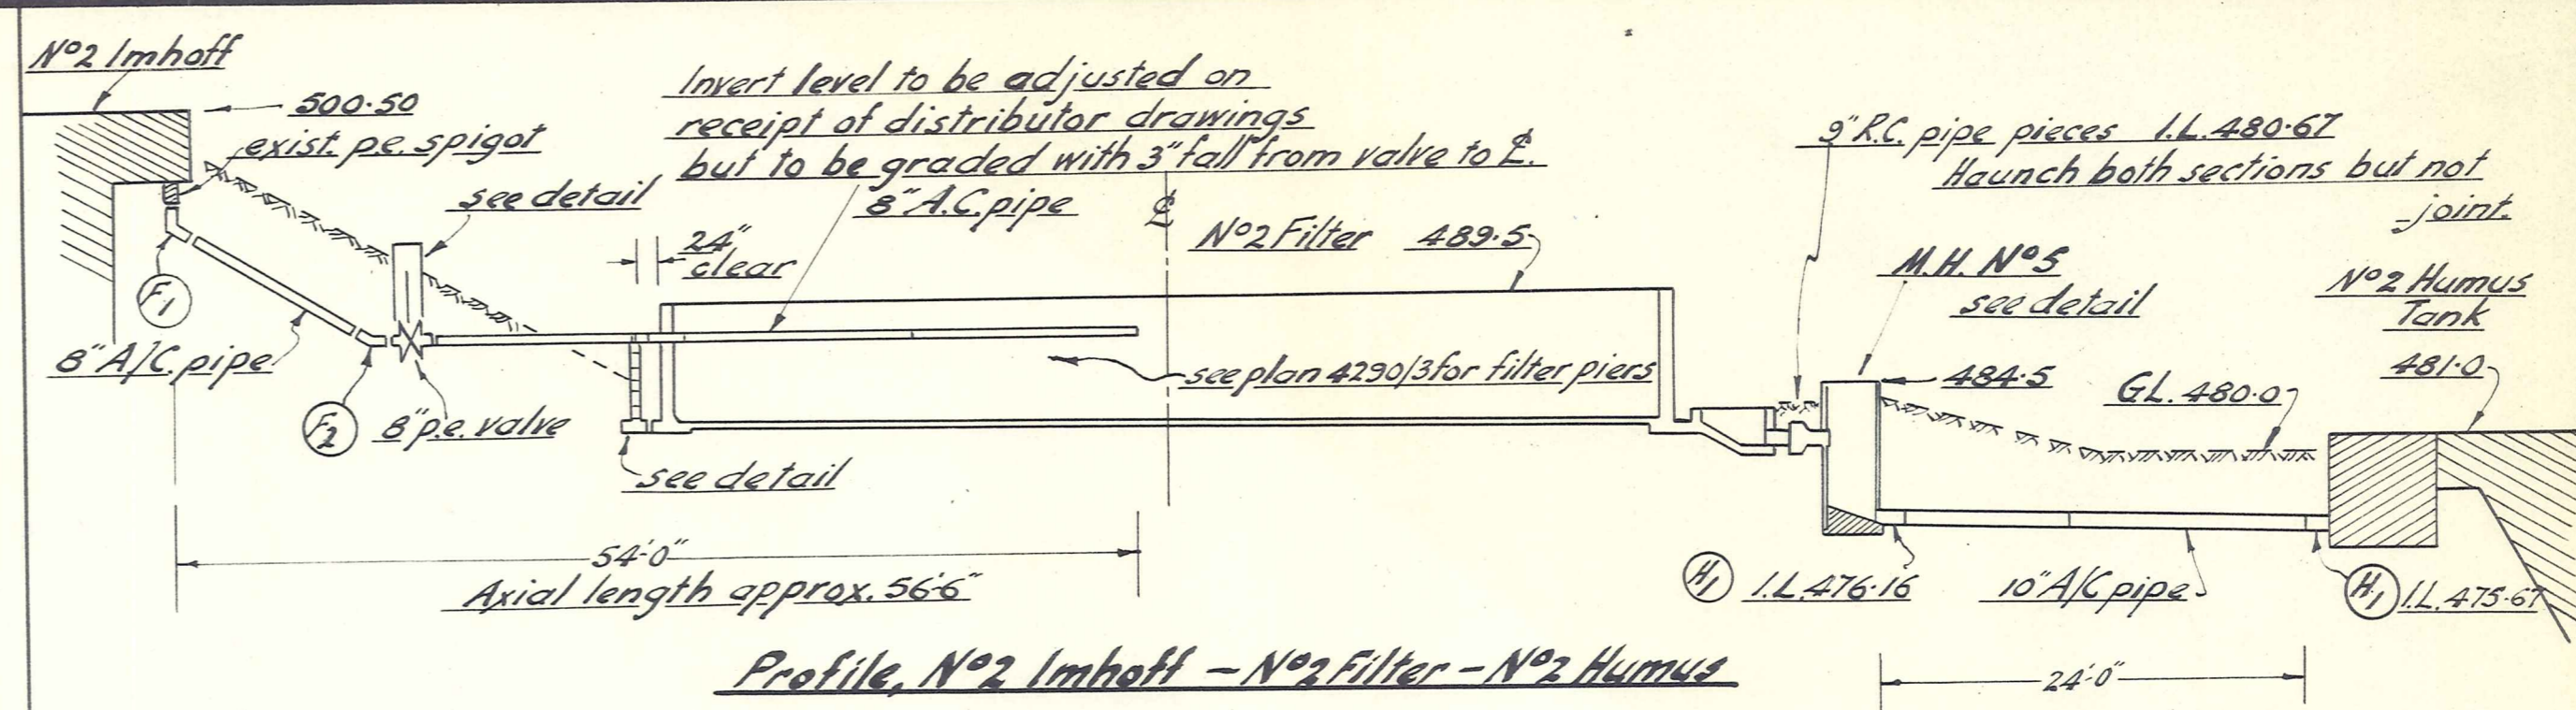 Nº2 Imhoff
500·50
exist. p.e. spigot
see detail
Invert level to be adjusted on
receipt of distributor drawings
but to be graded with 3" fall from valve to ℄.
8" A.C. pipe
℄
24"
clear
Nº2 Filter 489·5
9" R.C. pipe pieces I.L. 480·67
Haunch both sections but not
joint.
M.H. Nº5
see detail
Nº2 Humus
Tank
481·0
484·5
G.L. 480·0
F1
8" A/C. pipe
F2
8" p.e. valve
see plan 4290/3 for filter piers
see detail
54'-0"
Axial length approx. 56'6"
H1 I.L. 476·16
10" A/C pipe
H1 I.L. 475·67
24'-0"
Profile, Nº2 Imhoff - Nº2 Filter - Nº2 Humus